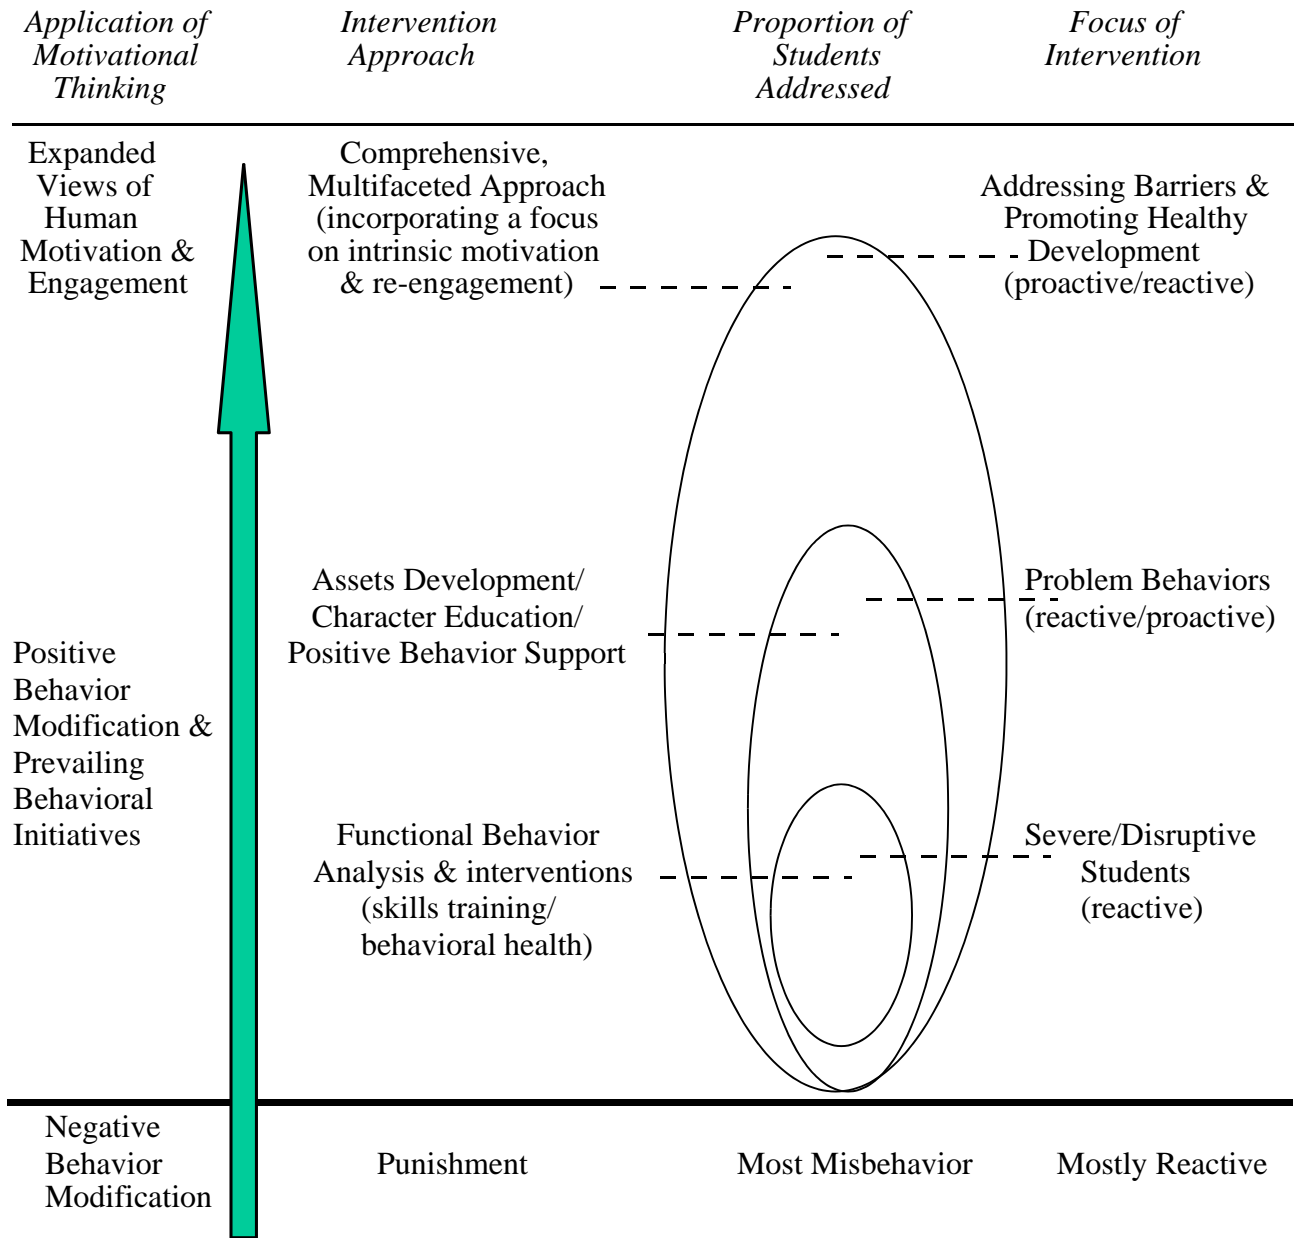 Application of
Motivational
Thinking
Intervention
Approach
Proportion of
Students
Addressed
Focus of
Intervention
Expanded
Views of
Human
Motivation &
Engagement
Comprehensive,
Multifaceted Approach
(incorporating a focus
on intrinsic motivation
& re-engagement)
Addressing Barriers &
Promoting Healthy
Development
(proactive/reactive)
Positive
Behavior
Modification &
Prevailing
Behavioral
Initiatives
Assets Development/
Character Education/
Positive Behavior Support
Problem Behaviors
(reactive/proactive)
Functional Behavior
Analysis & interventions
(skills training/
behavioral health)
Severe/Disruptive
Students
(reactive)
Negative
Behavior
Modification
Punishment
Most Misbehavior
Mostly Reactive